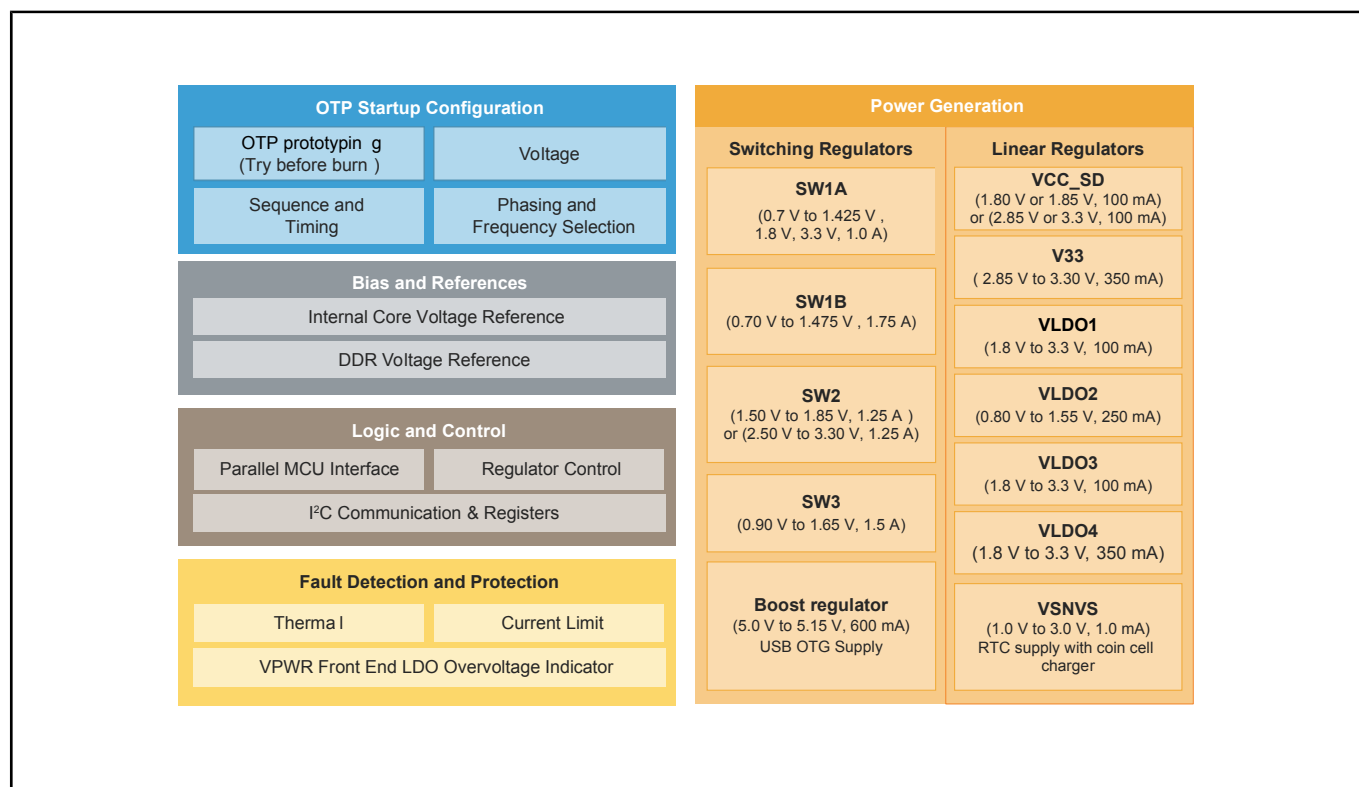 OTP Startup Configuration
OTP prototypin g
(Try before burn )
Voltage
Sequence and
Timing
Phasing and
Frequency Selection
Bias and References
Internal Core Voltage Reference
DDR Voltage Reference
Logic and Control
Parallel MCU Interface
Regulator Control
I²C Communication & Registers
Fault Detection and Protection
Therma l
Current Limit
VPWR Front End LDO Overvoltage Indicator
Power Generation
Switching Regulators
SW1A
(0.7 V to 1.425 V ,
1.8 V, 3.3 V, 1.0 A)
SW1B
(0.70 V to 1.475 V , 1.75 A)
SW2
(1.50 V to 1.85 V, 1.25 A )
or (2.50 V to 3.30 V, 1.25 A)
SW3
(0.90 V to 1.65 V, 1.5 A)
Boost regulator
(5.0 V to 5.15 V, 600 mA)
USB OTG Supply
Linear Regulators
VCC_SD
(1.80 V or 1.85 V, 100 mA)
or (2.85 V or 3.3 V, 100 mA)
V33
( 2.85 V to 3.30 V, 350 mA)
VLDO1
(1.8 V to 3.3 V, 100 mA)
VLDO2
(0.80 V to 1.55 V, 250 mA)
VLDO3
(1.8 V to 3.3 V, 100 mA)
VLDO4
(1.8 V to 3.3 V, 350 mA)
VSNVS
(1.0 V to 3.0 V, 1.0 mA)
RTC supply with coin cell
charger